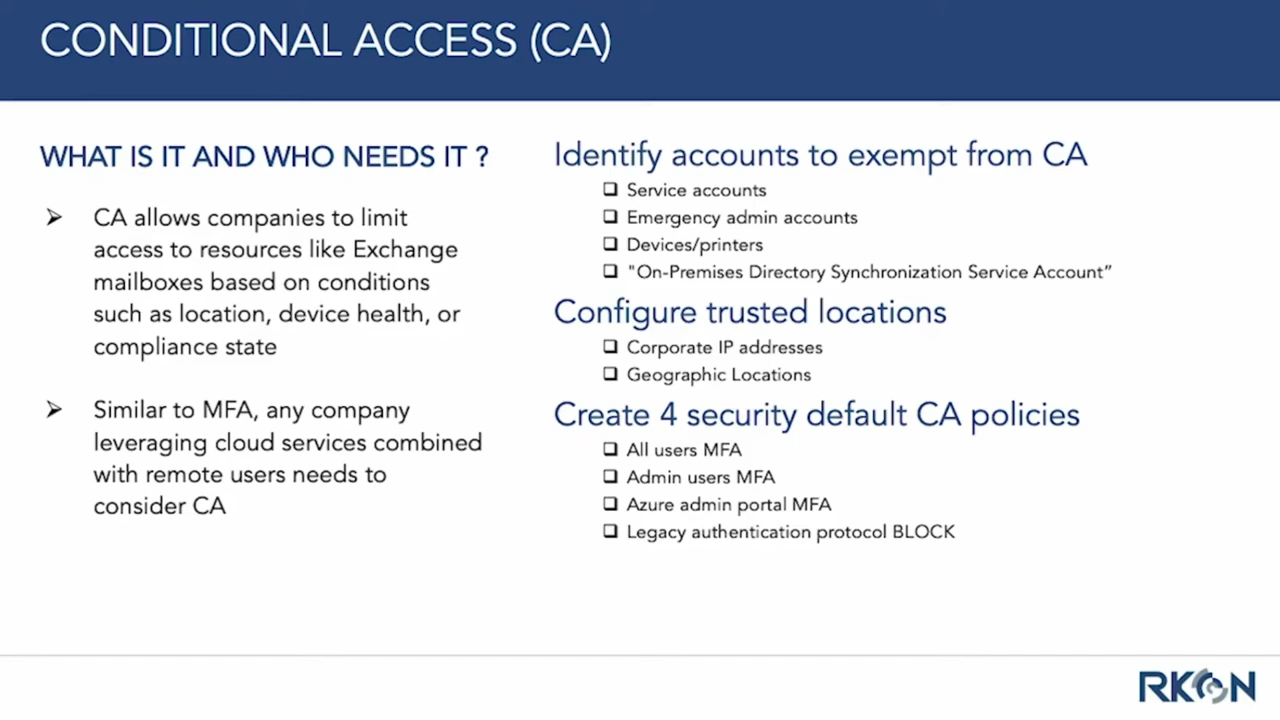 CONDITIONAL ACCESS (CA)
WHAT IS IT AND WHO NEEDS IT ?
CA allows companies to limit
access to resources like Exchange
mailboxes based on conditions
such as location, device health, or
compliance state
Similar to MFA, any company
leveraging cloud services combined
with remote users needs to
consider CA
Identify accounts to exempt from CA
Service accounts
Emergency admin accounts
Devices/printers
"On-Premises Directory Synchronization Service Account”
Configure trusted locations
Corporate IP addresses
Geographic Locations
Create 4 security default CA policies
All users MFA
Admin users MFA
Azure admin portal MFA
Legacy authentication protocol BLOCK
RKON